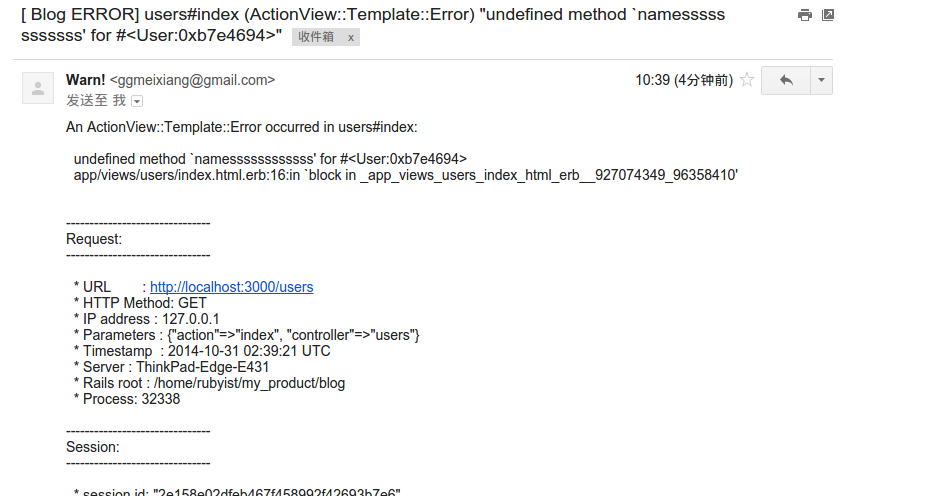 [ Blog ERROR] users#index (ActionView::Template::Error) "undefined method `namesssss
sssssss' for #<User:0xb7e4694>" 收件箱 x
Warn! <ggmeixiang@gmail.com> 10:39 (4分钟前)
发送至 我
An ActionView::Template::Error occurred in users#index:
undefined method `namessssssssssss' for #<User:0xb7e4694>
app/views/users/index.html.erb:16:in `block in _app_views_users_index_html_erb__927074349_96358410'
-------------------------------
Request:
-------------------------------
* URL : http://localhost:3000/users
* HTTP Method: GET
* IP address : 127.0.0.1
* Parameters : {"action"=>"index", "controller"=>"users"}
* Timestamp : 2014-10-31 02:39:21 UTC
* Server : ThinkPad-Edge-E431
* Rails root : /home/rubyist/my_product/blog
* Process: 32338
-------------------------------
Session:
-------------------------------
* session id: "2e158e02dfeb467f458992f42693b7e6"